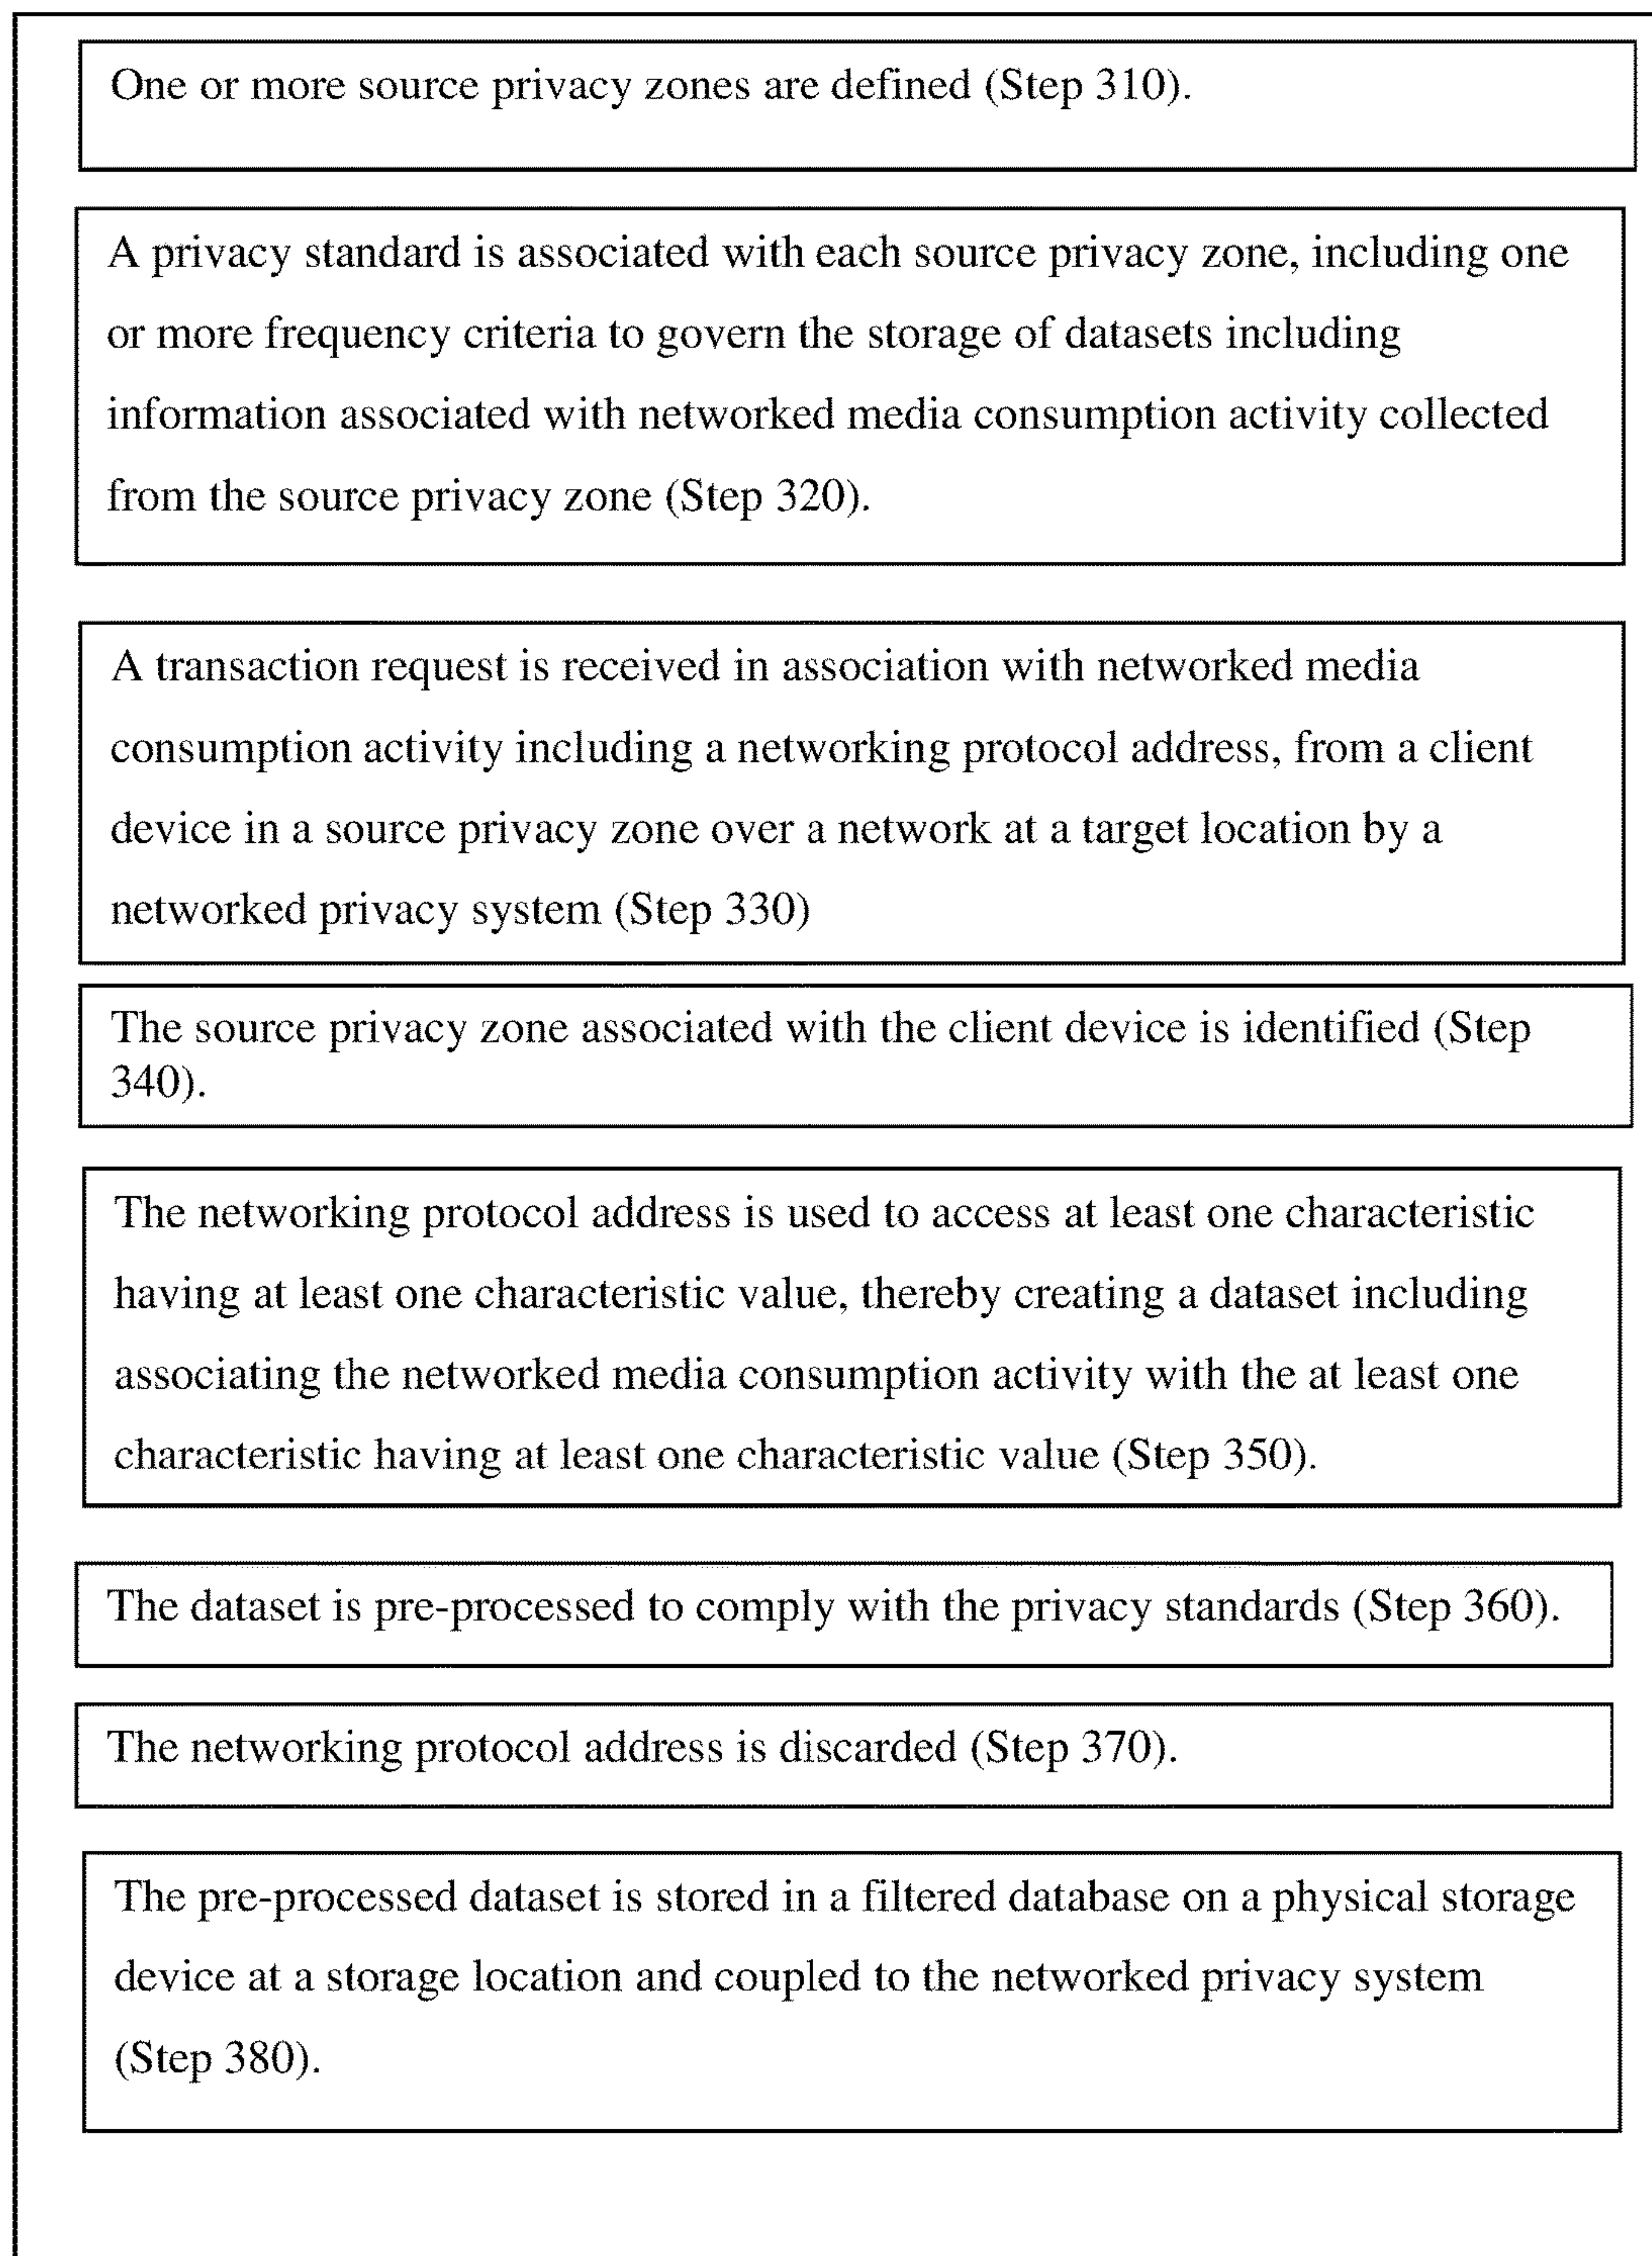 One or more source privacy zones are defined (Step 310).
A privacy standard is associated with each source privacy zone, including one
or more frequency criteria to govern the storage of datasets including
information associated with networked media consumption activity collected
from the source privacy zone (Step 320).
A transaction request is received in association with networked media
consumption activity including a networking protocol address, from a client
device in a source privacy zone over a network at a target location by a
networked privacy system (Step 330)
The source privacy zone associated with the client device is identified (Step
340).
The networking protocol address is used to access at least one characteristic
having at least one characteristic value, thereby creating a dataset including
associating the networked media consumption activity with the at least one
characteristic having at least one characteristic value (Step 350).
The dataset is pre-processed to comply with the privacy standards (Step 360).
The networking protocol address is discarded (Step 370).
The pre-processed dataset is stored in a filtered database on a physical storage
device at a storage location and coupled to the networked privacy system
(Step 380).